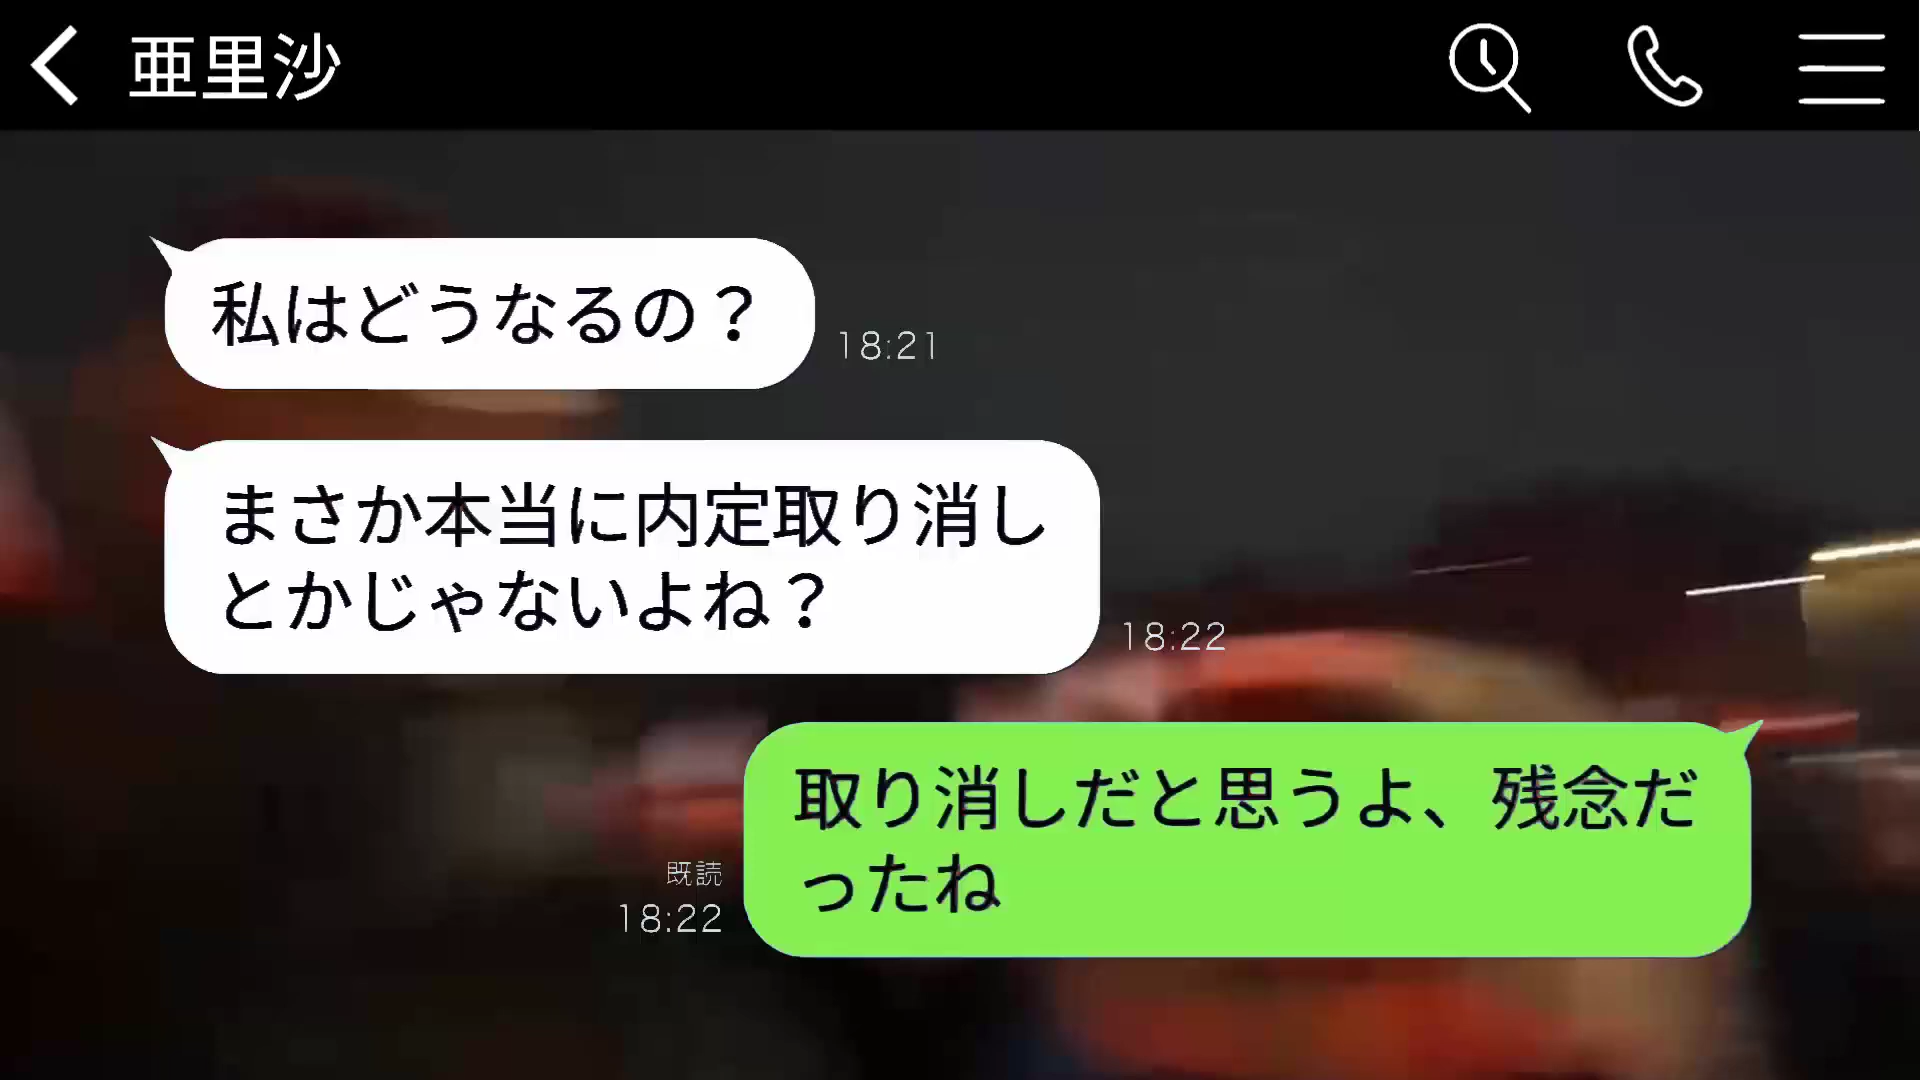 亜里沙
私はどうなるの？
18:21
まさか本当に内定取り消し
とかじゃないよね？
18:22
取り消しだと思うよ、残念だ
ったね
既読
18:22